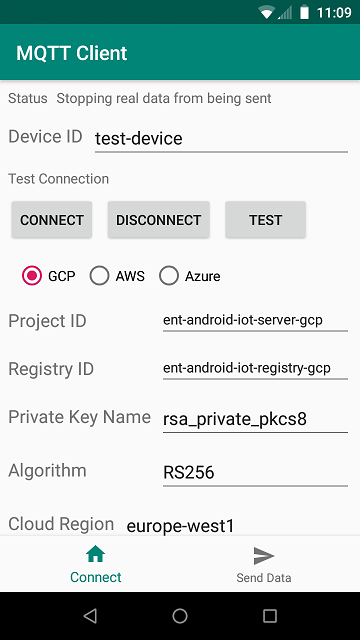 11:09
MQTT Client
Status Stopping real data from being sent
Device ID test-device
Test Connection
CONNECT DISCONNECT TEST
GCP AWS Azure
Project ID ent-android-iot-server-gcp
Registry ID ent-android-iot-registry-gcp
Private Key Name rsa_private_pkcs8
Algorithm RS256
Cloud Region europe-west1
Connect Send Data